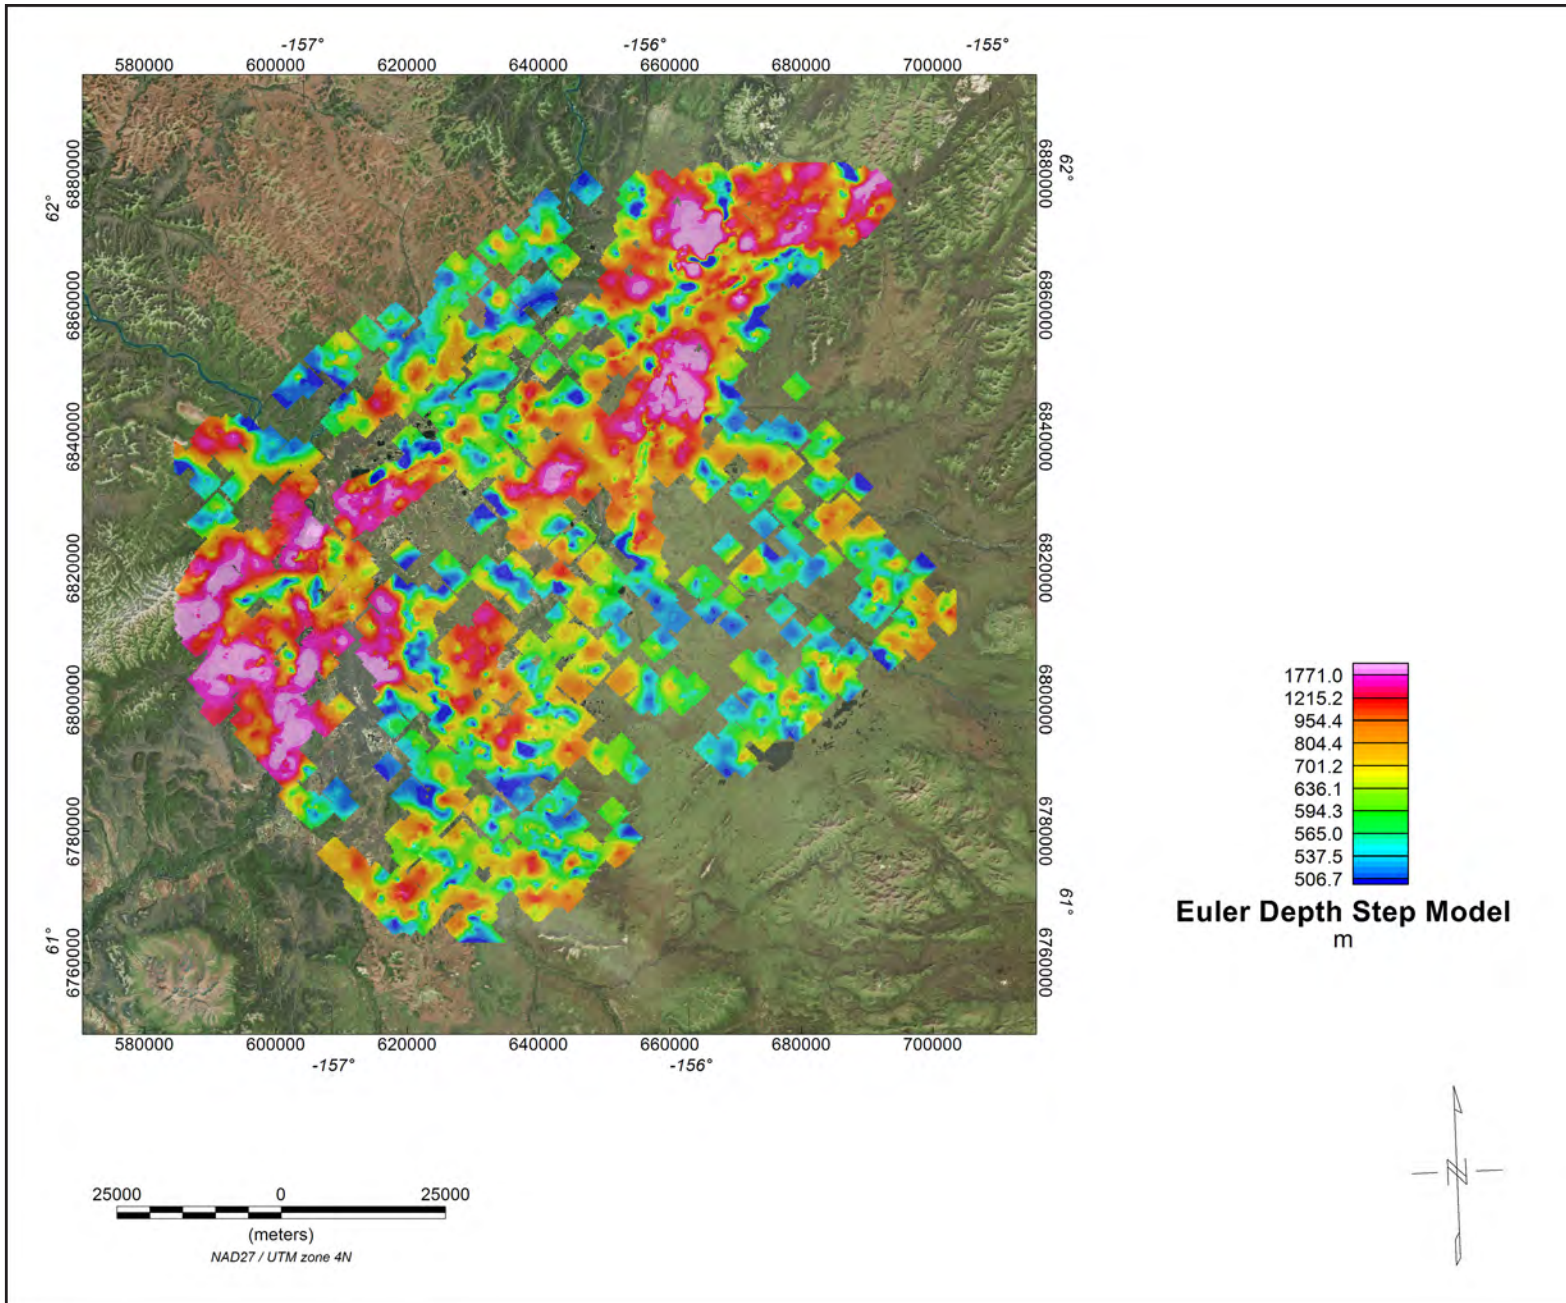 -157° -156° -155°
580000 600000 620000 640000 660000 680000 700000
62° 6880000 6880000 62°
6860000 6860000
6840000 6840000
6820000 6820000
6800000 6800000
6780000 6780000
61° 6760000 6760000 61°
580000 600000 620000 640000 660000 680000 700000
-157° -156°
1771.0
1215.2
954.4
804.4
701.2
636.1
594.3
565.0
537.5
506.7
Euler Depth Step Model
m
25000 0 25000
(meters)
NAD27 / UTM zone 4N
N